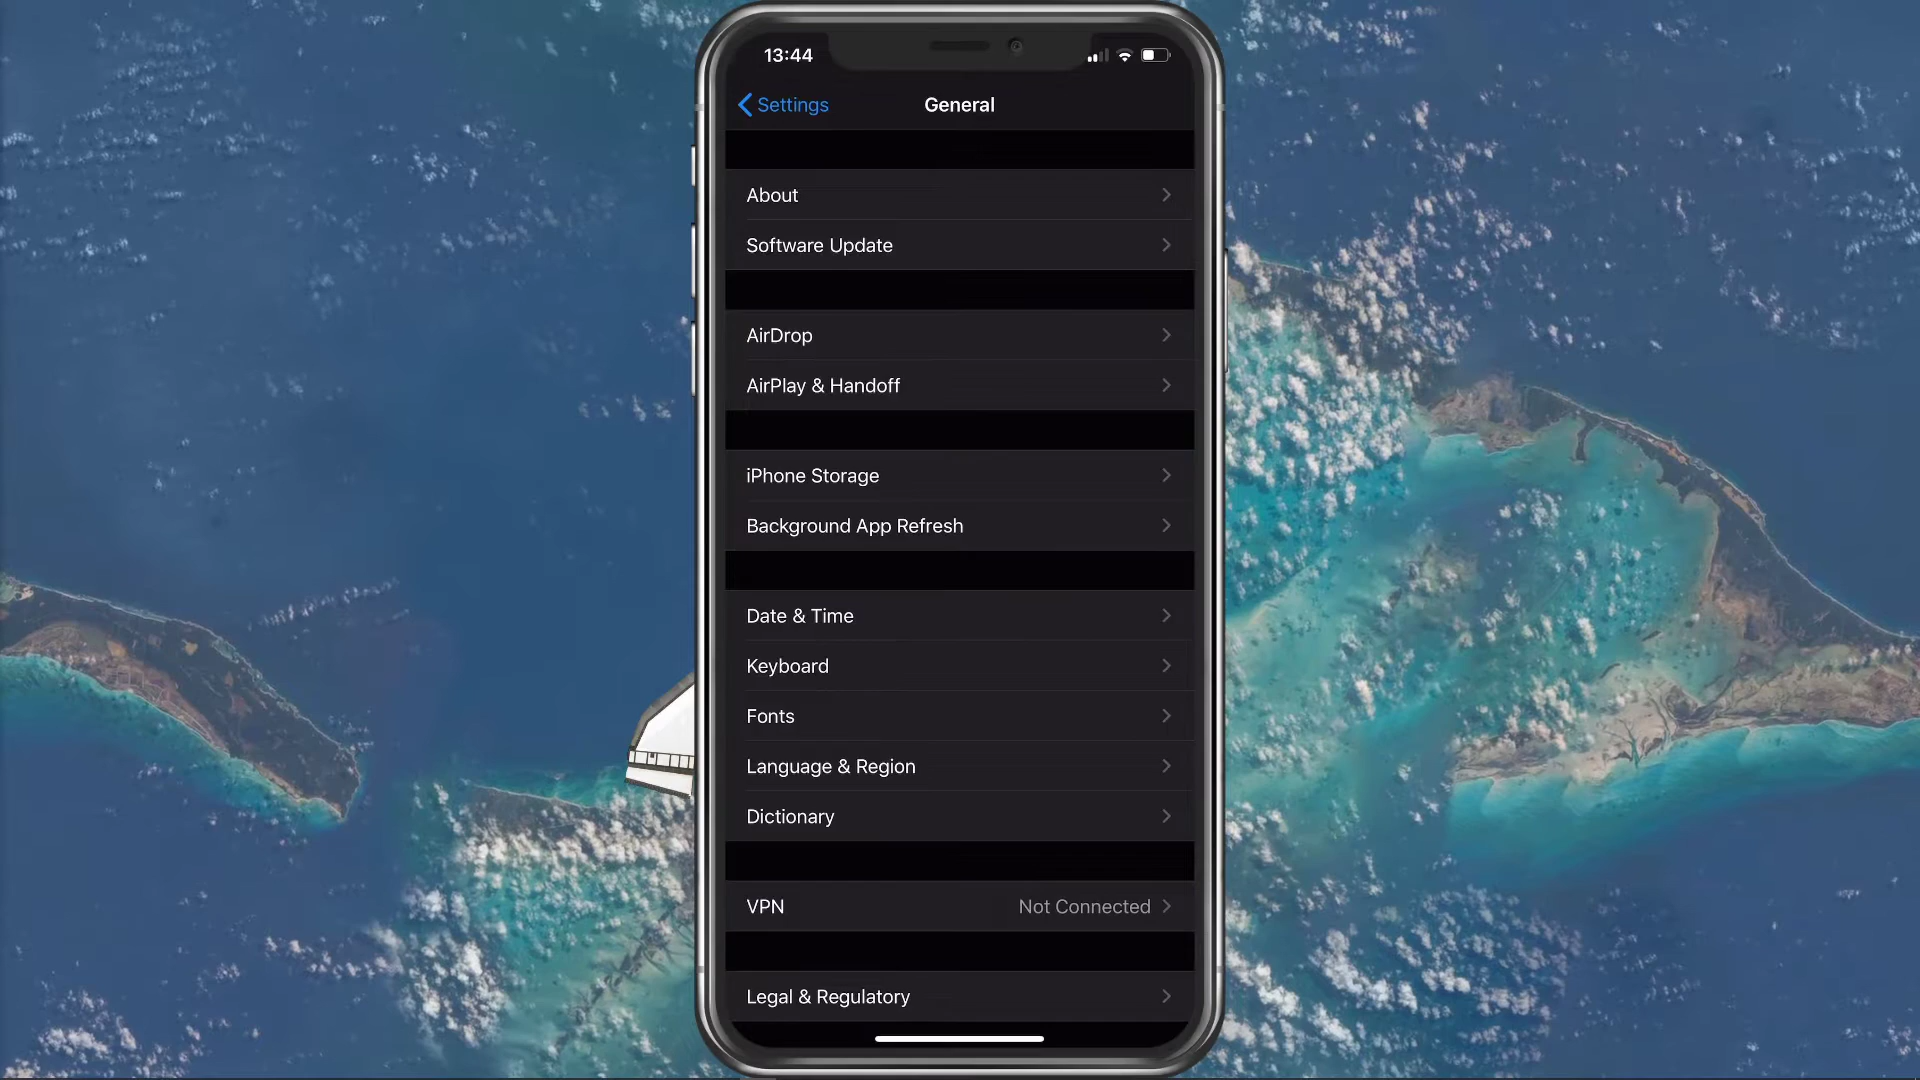 13:44
Settings
General
About
Software Update
AirDrop
AirPlay & Handoff
iPhone Storage
Background App Refresh
Date & Time
Keyboard
Fonts
Language & Region
Dictionary
VPN Not Connected
Legal & Regulatory